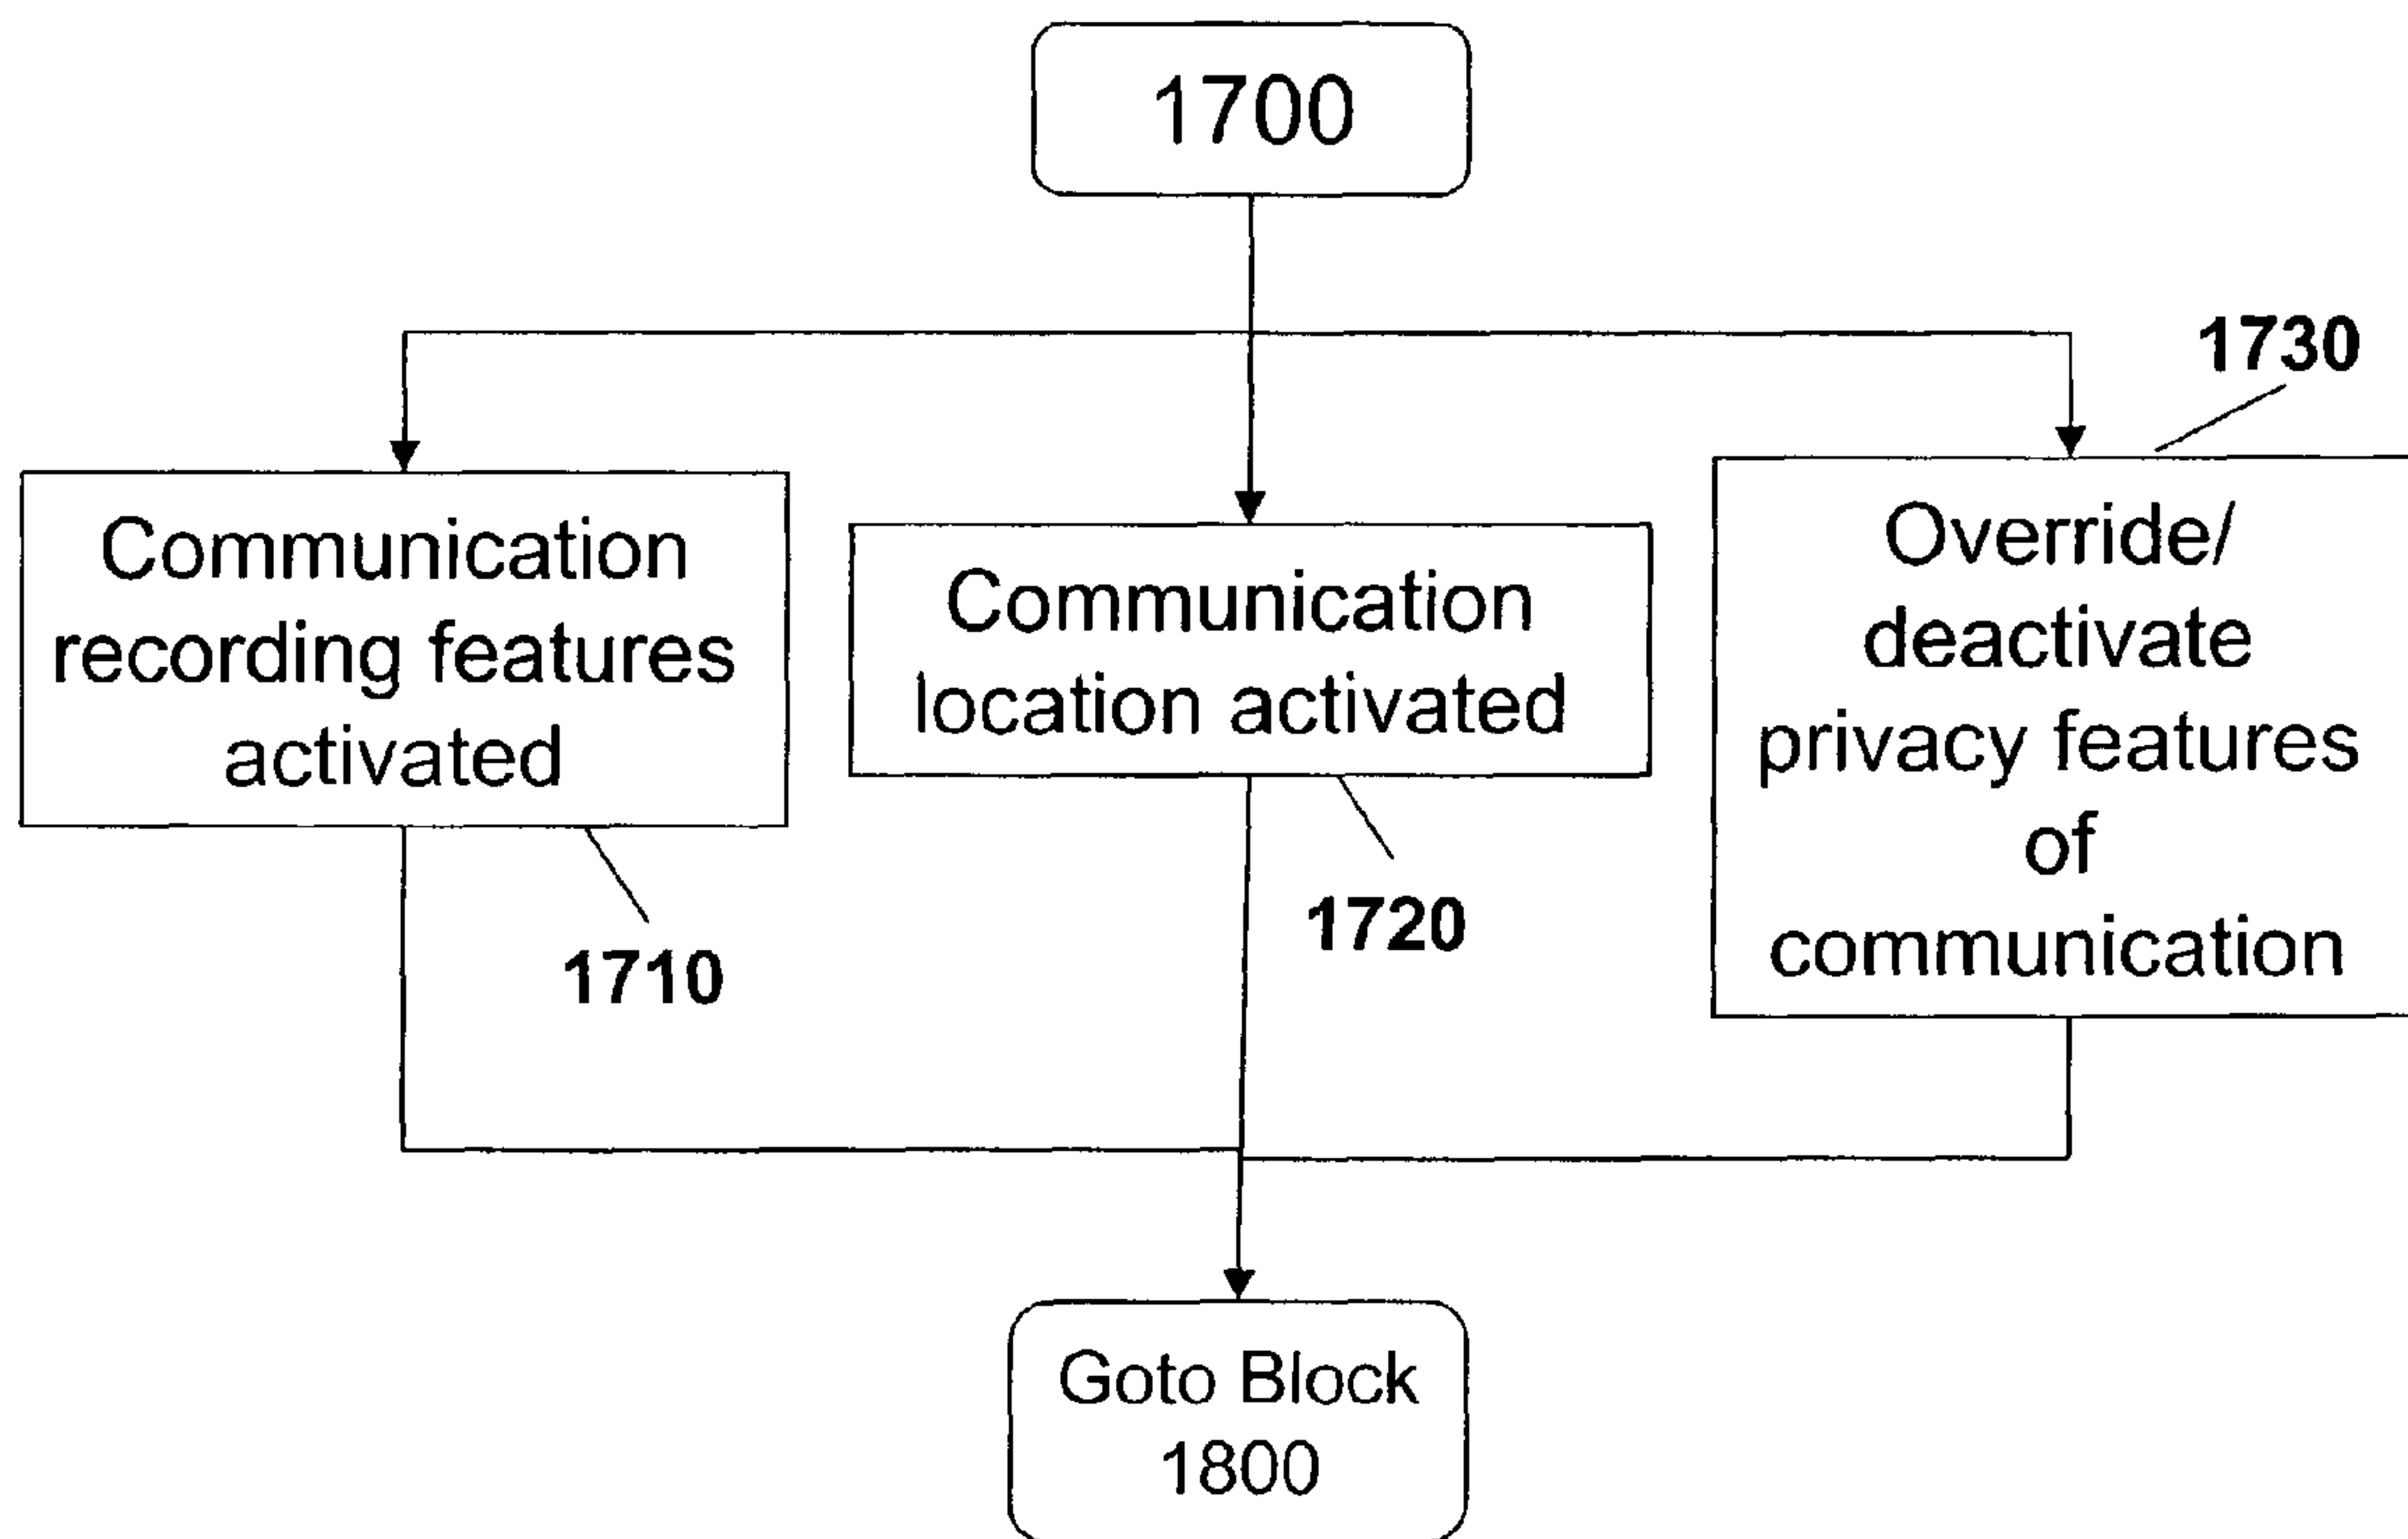 1700
1730
Communication
recording features
activated
1710
Communication
location activated
1720
Override/
deactivate
privacy features
of
communication
Goto Block
1800